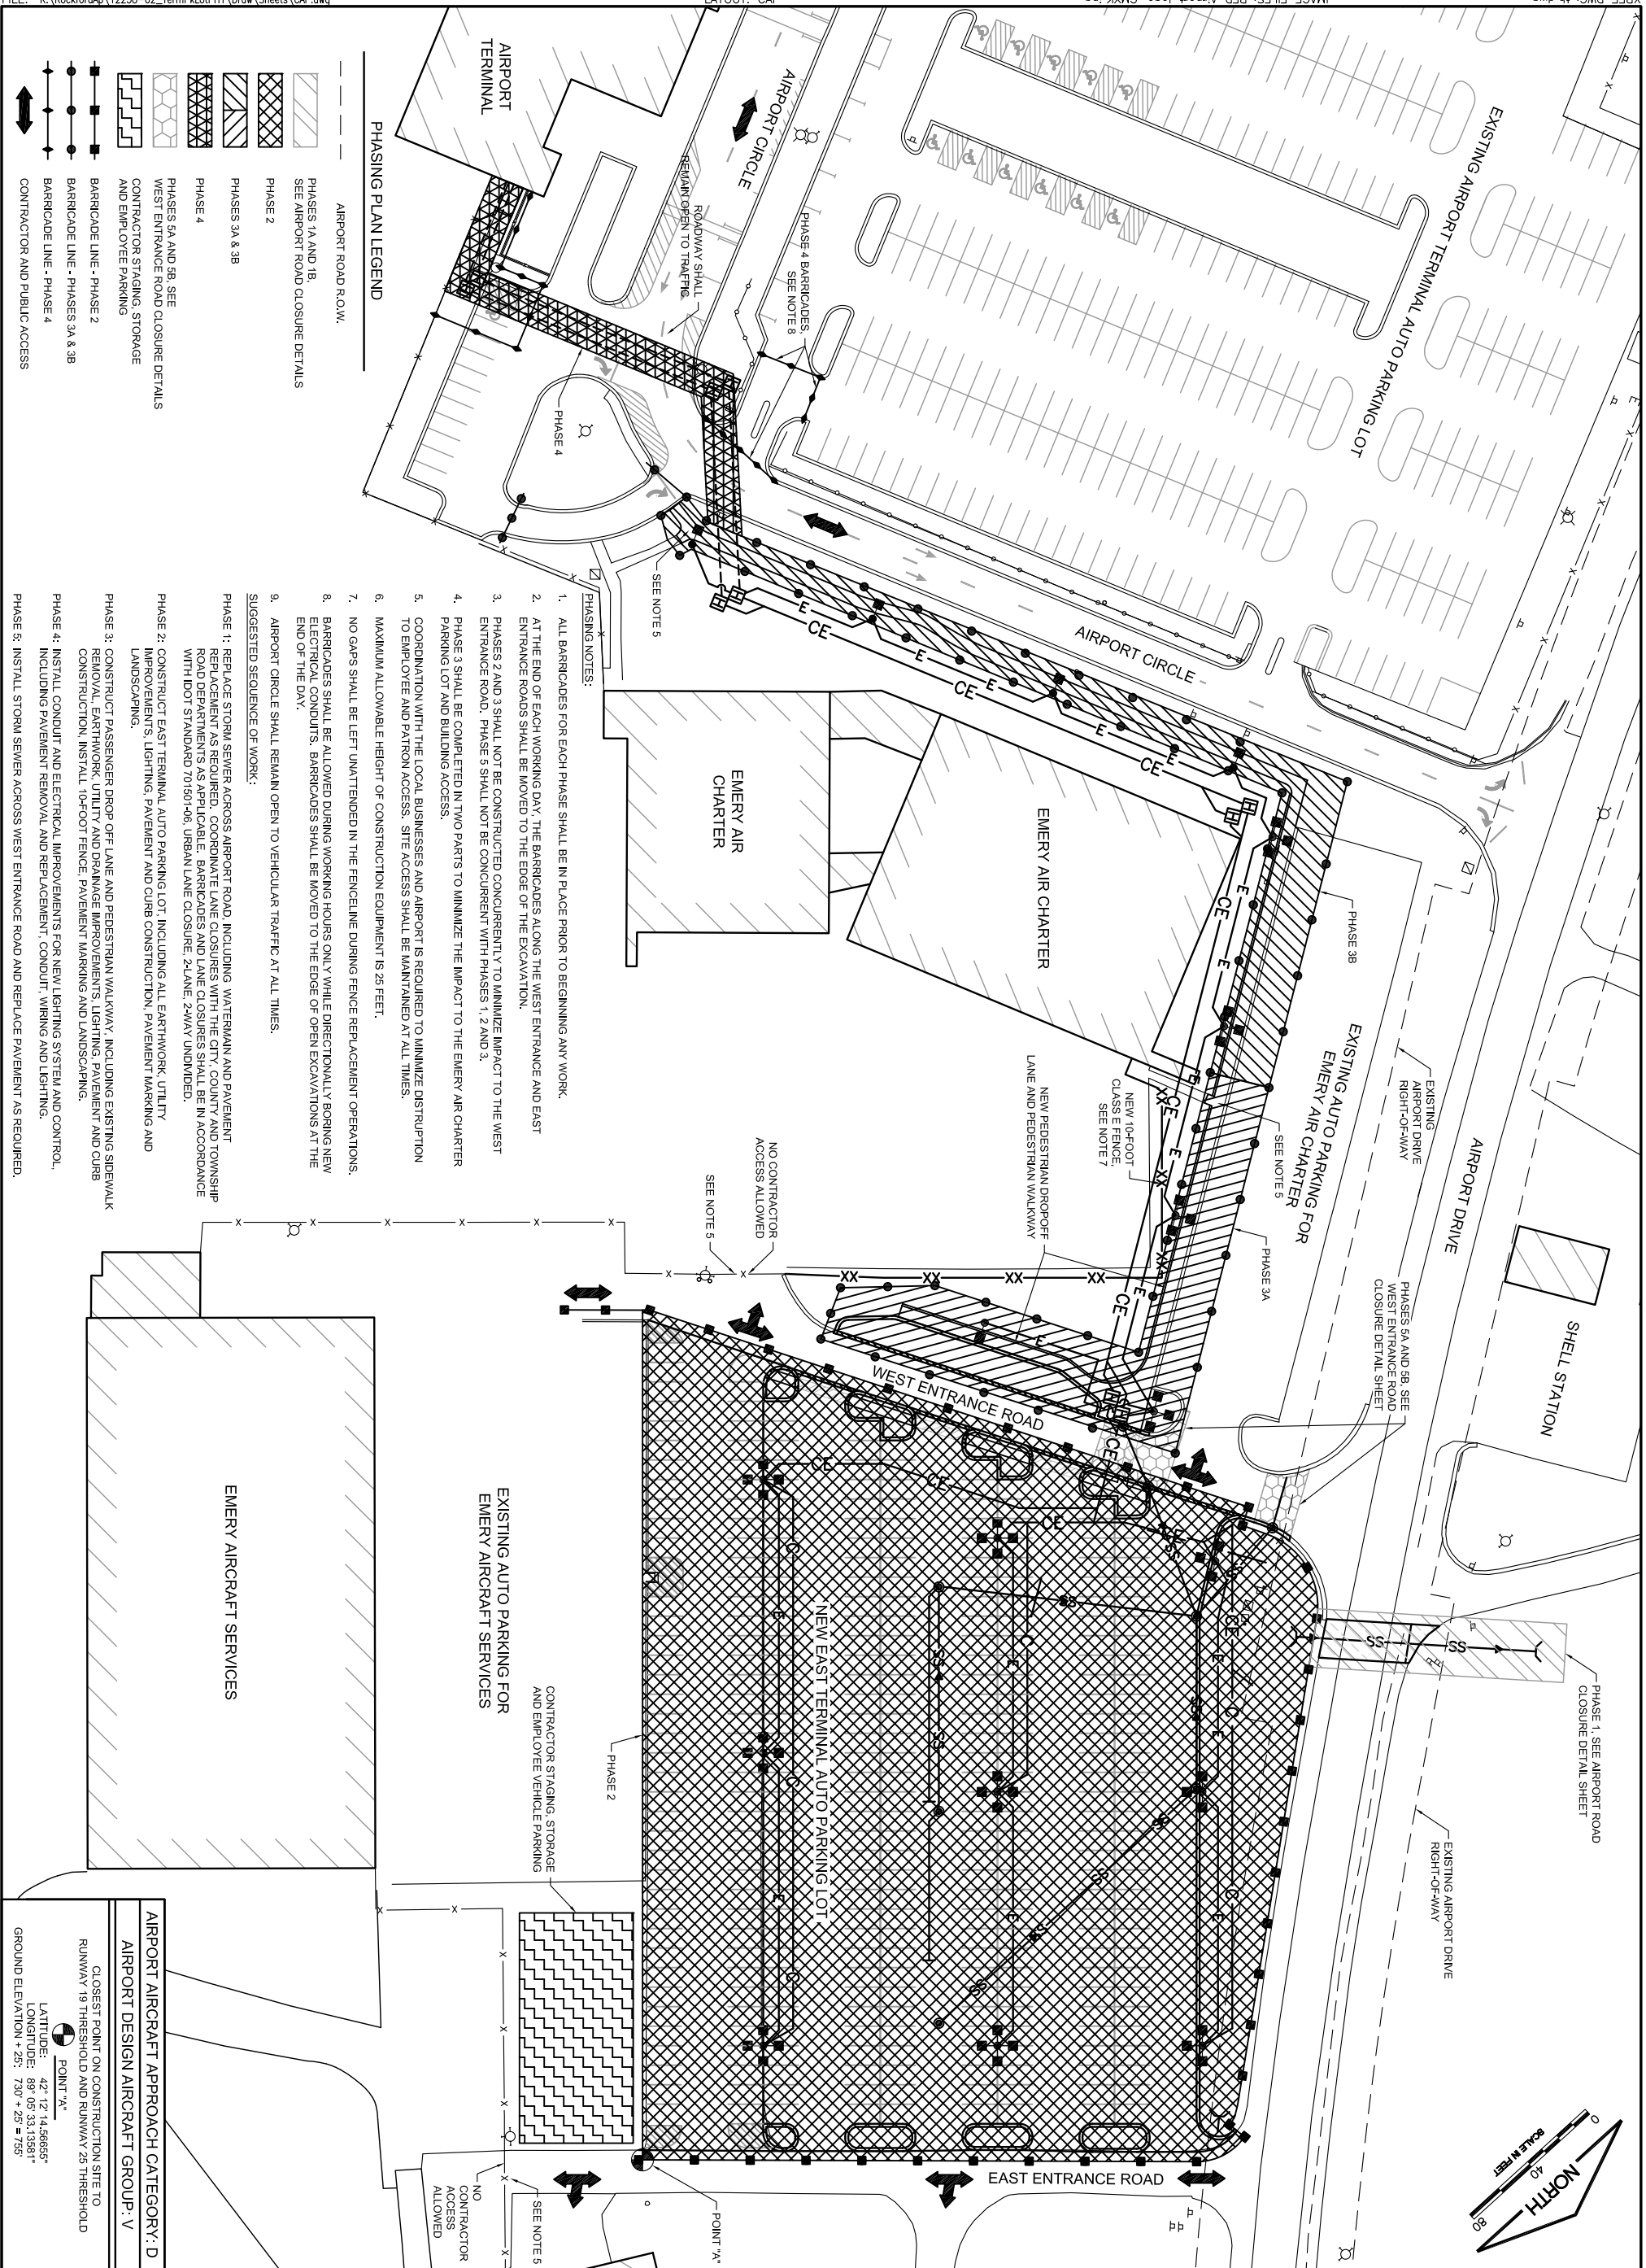 EXISTING AIRPORT TERMINAL AUTO PARKING LOT
AIRPORT CIRCLE
AIRPORT
TERMINAL
ROADWAY SHALL
REMAIN OPEN TO TRAFFIC
PHASE 4 BARRICADES,
SEE NOTE 8
PHASE 4
SEE NOTE 5
AIRPORT CIRCLE
PHASING PLAN LEGEND
AIRPORT ROAD R.O.W.
PHASES 1A AND 1B,
SEE AIRPORT ROAD CLOSURE DETAILS
PHASE 2
PHASES 3A & 3B
PHASE 4
PHASES 5A AND 5B, SEE
WEST ENTRANCE ROAD CLOSURE DETAILS
CONTRACTOR STAGING, STORAGE
AND EMPLOYEE PARKING
BARRICADE LINE - PHASE 2
BARRICADE LINE - PHASES 3A & 3B
BARRICADE LINE - PHASE 4
CONTRACTOR AND PUBLIC ACCESS
PHASING NOTES:
1. ALL BARRICADES FOR EACH PHASE SHALL BE IN PLACE PRIOR TO BEGINNING ANY WORK.
2. AT THE END OF EACH WORKING DAY, THE BARRICADES ALONG THE WEST ENTRANCE AND EAST
ENTRANCE ROADS SHALL BE MOVED TO THE EDGE OF THE EXCAVATION.
3. PHASES 2 AND 3 SHALL NOT BE CONSTRUCTED CONCURRENTLY TO MINIMIZE IMPACT TO THE WEST
ENTRANCE ROAD. PHASE 5 SHALL NOT BE CONCURRENT WITH PHASES 1, 2 AND 3.
4. PHASE 3 SHALL BE COMPLETED IN TWO PARTS TO MINIMIZE THE IMPACT TO THE EMERY AIR CHARTER
PARKING LOT AND BUILDING ACCESS.
5. COORDINATION WITH THE LOCAL BUSINESSES AND AIRPORT IS REQUIRED TO MINIMIZE DISTRUPTION
TO EMPLOYEE AND PATRON ACCESS. SITE ACCESS SHALL BE MAINTAINED AT ALL TIMES.
6. MAXIMUM ALLOWABLE HEIGHT OF CONSTRUCTION EQUIPMENT IS 25 FEET.
7. NO GAPS SHALL BE LEFT UNATTENDED IN THE FENCELINE DURING FENCE REPLACEMENT OPERATIONS.
8. BARRICADES SHALL BE ALLOWED DURING WORKING HOURS ONLY WHILE DIRECTIONALLY BORING NEW
ELECTRICAL CONDUITS. BARRICADES SHALL BE MOVED TO THE EDGE OF OPEN EXCAVATIONS AT THE
END OF THE DAY.
9. AIRPORT CIRCLE SHALL REMAIN OPEN TO VEHICULAR TRAFFIC AT ALL TIMES.
SUGGESTED SEQUENCE OF WORK:
PHASE 1: REPLACE STORM SEWER ACROSS AIRPORT ROAD, INCLUDING WATERMAIN AND PAVEMENT
REPLACEMENT AS REQUIRED. COORDINATE LANE CLOSURES WITH THE CITY, COUNTY AND TOWNSHIP
ROAD DEPARTMENTS AS APPLICABLE. BARRICADES AND LANE CLOSURES SHALL BE IN ACCORDANCE
WITH IDOT STANDARD 701501-06, URBAN LANE CLOSURE, 2-LANE, 2-WAY UNDIVIDED.
PHASE 2: CONSTRUCT EAST TERMINAL AUTO PARKING LOT, INCLUDING ALL EARTHWORK, UTILITY
IMPROVEMENTS, LIGHTING, PAVEMENT AND CURB CONSTRUCTION, PAVEMENT MARKING AND
LANDSCAPING.
PHASE 3: CONSTRUCT PASSENGER DROP OFF LANE AND PEDESTRIAN WALKWAY, INCLUDING EXISTING SIDEWALK
REMOVAL, EARTHWORK, UTILITY AND DRAINAGE IMPROVEMENTS, LIGHTING, PAVEMENT AND CURB
CONSTRUCTION, INSTALL 10-FOOT FENCE, PAVEMENT MARKING AND LANDSCAPING.
PHASE 4: INSTALL CONDUIT AND ELECTRICAL IMPROVEMENTS FOR NEW LIGHTING SYSTEM AND CONTROL,
INCLUDING PAVEMENT REMOVAL AND REPLACEMENT, CONDUIT, WIRING AND LIGHTING.
PHASE 5: INSTALL STORM SEWER ACROSS WEST ENTRANCE ROAD AND REPLACE PAVEMENT AS REQUIRED.
EMERY AIR
CHARTER
EMERY AIR CHARTER
PHASE 3B
EXISTING AUTO PARKING FOR
EMERY AIR CHARTER
EXISTING
AIRPORT DRIVE
RIGHT-OF-WAY
AIRPORT DRIVE
SEE NOTE 5
NEW 10-FOOT
CLASS E FENCE,
SEE NOTE 7
NEW PEDESTRIAN DROPOFF
LANE AND PEDESTRIAN WALKWAY
PHASE 3A
NO CONTRACTOR
ACCESS ALLOWED
SEE NOTE 5
PHASES 5A AND 5B, SEE
WEST ENTRANCE ROAD
CLOSURE DETAIL SHEET
SHELL STATION
WEST ENTRANCE ROAD
EMERY AIRCRAFT SERVICES
EXISTING AUTO PARKING FOR
EMERY AIRCRAFT SERVICES
NEW EAST TERMINAL AUTO PARKING LOT
PHASE 2
CONTRACTOR STAGING, STORAGE
AND EMPLOYEE VEHICLE PARKING
PHASE 1, SEE AIRPORT ROAD
CLOSURE DETAIL SHEET
EXISTING AIRPORT DRIVE
RIGHT-OF-WAY
EAST ENTRANCE ROAD
NO
CONTRACTOR
ACCESS
ALLOWED
SEE NOTE 5
POINT "A"
AIRPORT AIRCRAFT APPROACH CATEGORY: D
AIRPORT DESIGN AIRCRAFT GROUP: V
CLOSEST POINT ON CONSTRUCTION SITE TO
RUNWAY 19 THRESHOLD AND RUNWAY 25 THRESHOLD
POINT "A"
LATITUDE: 42° 12' 14.56655"
LONGITUDE: 89° 05' 33.13581"
GROUND ELEVATION + 25': 730' + 25' = 755'
NORTH
0 40 80
SCALE IN FEET